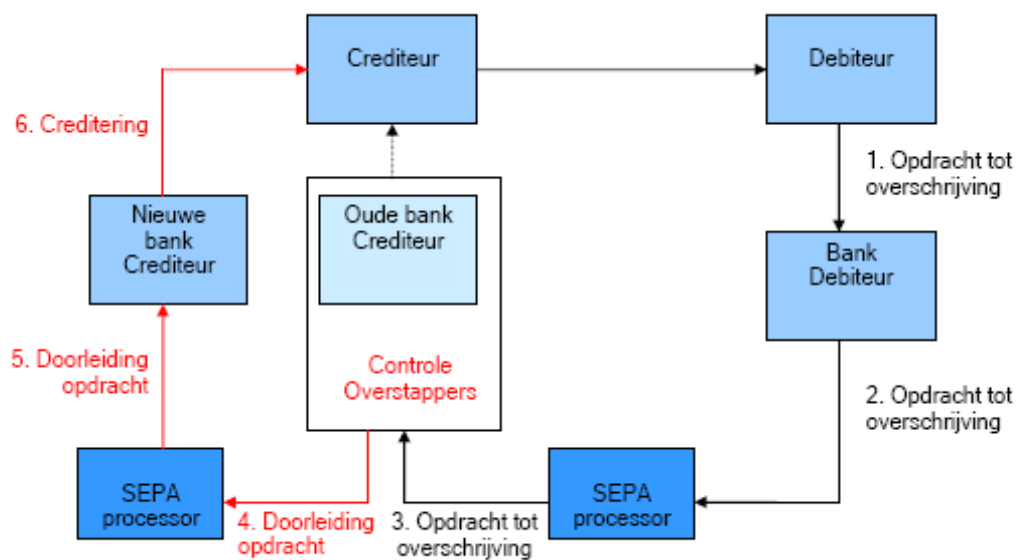 Crediteur
Debiteur
6. Creditering
1. Opdracht tot
overschrijving
Nieuwe
bank
Crediteur
Oude bank
Crediteur
Bank
Debiteur
5. Doorleiding
opdracht
Controle
Overstappers
2. Opdracht tot
overschrijving
SEPA
processor
4. Doorleiding
opdracht
3. Opdracht tot
overschrijving
SEPA
processor